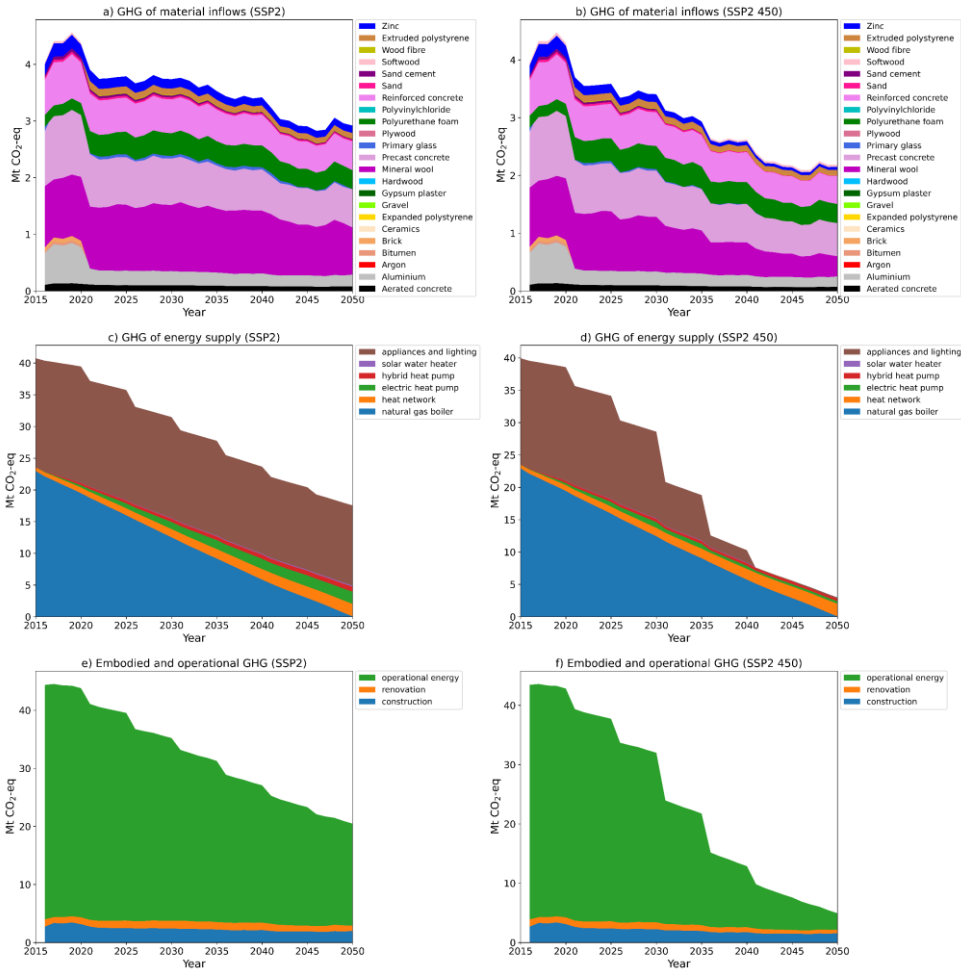 a) GHG of material inflows (SSP2)
Mt CO₂-eq
4
3
2
1
0
2015 2020 2025 2030 2035 2040 2045 2050
Year
Zinc
Extruded polystyrene
Wood fibre
Softwood
Sand cement
Sand
Reinforced concrete
Polyvinylchloride
Polyurethane foam
Plywood
Primary glass
Precast concrete
Mineral wool
Hardwood
Gypsum plaster
Gravel
Expanded polystyrene
Ceramics
Brick
Bitumen
Argon
Aluminium
Aerated concrete
b) GHG of material inflows (SSP2 450)
Mt CO₂-eq
4
3
2
1
0
2015 2020 2025 2030 2035 2040 2045 2050
Year
Zinc
Extruded polystyrene
Wood fibre
Softwood
Sand cement
Sand
Reinforced concrete
Polyvinylchloride
Polyurethane foam
Plywood
Primary glass
Precast concrete
Mineral wool
Hardwood
Gypsum plaster
Gravel
Expanded polystyrene
Ceramics
Brick
Bitumen
Argon
Aluminium
Aerated concrete
c) GHG of energy supply (SSP2)
Mt CO₂-eq
40
35
30
25
20
15
10
5
0
2015 2020 2025 2030 2035 2040 2045 2050
Year
appliances and lighting
solar water heater
hybrid heat pump
electric heat pump
heat network
natural gas boiler
d) GHG of energy supply (SSP2 450)
Mt CO₂-eq
40
35
30
25
20
15
10
5
0
2015 2020 2025 2030 2035 2040 2045 2050
Year
appliances and lighting
solar water heater
hybrid heat pump
electric heat pump
heat network
natural gas boiler
e) Embodied and operational GHG (SSP2)
Mt CO₂-eq
40
30
20
10
0
2015 2020 2025 2030 2035 2040 2045 2050
Year
operational energy
renovation
construction
f) Embodied and operational GHG (SSP2 450)
Mt CO₂-eq
40
30
20
10
0
2015 2020 2025 2030 2035 2040 2045 2050
Year
operational energy
renovation
construction